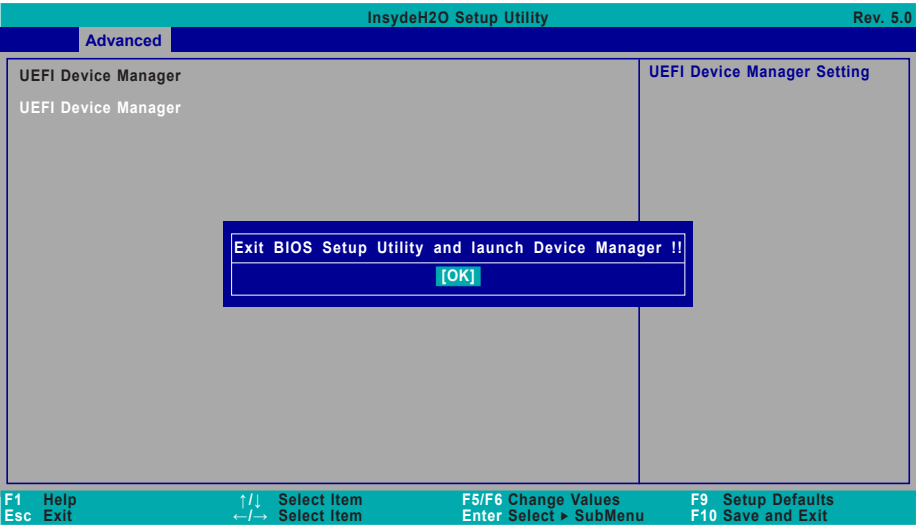 InsydeH2O Setup Utility Rev. 5.0
Advanced
UEFI Device Manager
UEFI Device Manager
UEFI Device Manager Setting
Exit BIOS Setup Utility and launch Device Manager !!
[OK]
F1 Help ↑/↓ Select Item F5/F6 Change Values F9 Setup Defaults
Esc Exit ←/→ Select Item Enter Select ▶ SubMenu F10 Save and Exit